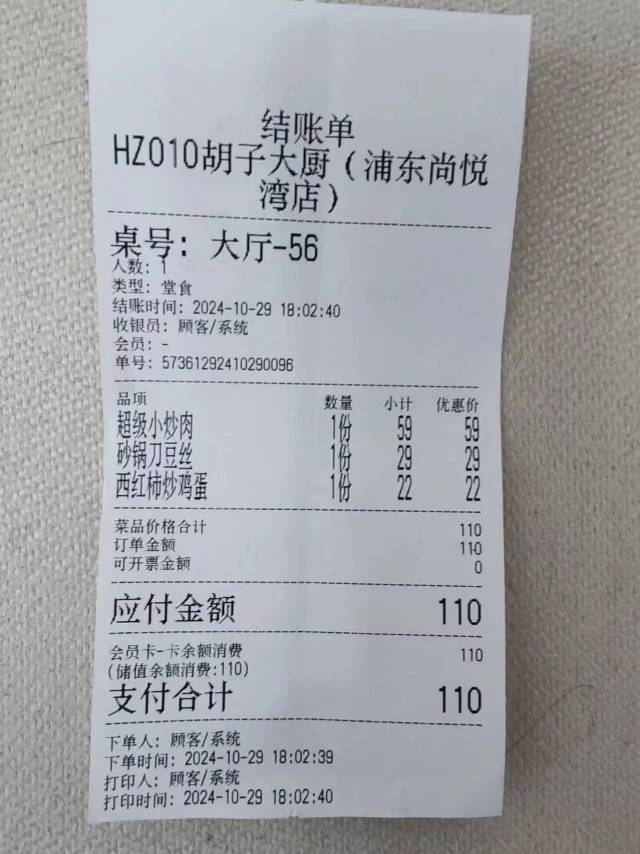 结账单
HZ010胡子大厨（浦东尚悦
湾店）
桌号: 大厅-56
人数: 1
类型: 堂食
结账时间: 2024-10-29 18:02:40
收银员: 顾客/系统
会员: -
单号: 57361292410290096
品项 数量 小计 优惠价
超级小炒肉 1份 59 59
砂锅刀豆丝 1份 29 29
西红柿炒鸡蛋 1份 22 22
菜品价格合计 110
订单金额 110
可开票金额 0
应付金额 110
会员卡-卡余额消费 110
(储值余额消费:110)
支付合计 110
下单人: 顾客/系统
下单时间: 2024-10-29 18:02:39
打印人: 顾客/系统
打印时间: 2024-10-29 18:02:40